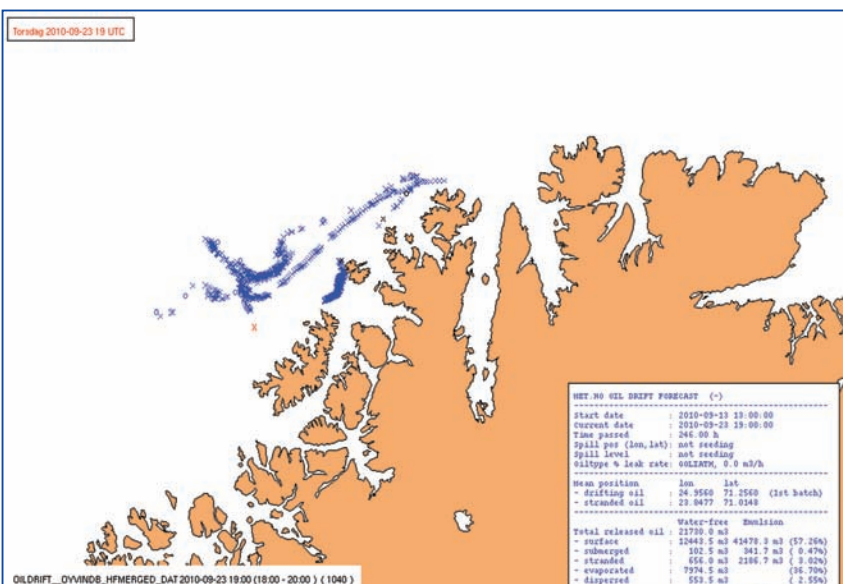 Torsdag 2010-09-23 19 UTC
MET.NO OIL DRIFT FORECAST (-)
Start date : 2010-09-13 13:00:00
Current date : 2010-09-23 19:00:00
Time passed : 246.00 h
Spill pos (lon,lat): not seeding
Spill level : not seeding
Oiltype % leak rate: GOLIATH, 0.0 m3/h
Mean position lon lat
- drifting oil : 24.9560 71.2560 (1st batch)
- stranded oil : 23.8477 71.0148
Water-free Emulsion
Total released oil : 21730.0 m3
- surface : 12443.5 m3 41478.3 m3 (57.26%)
- submerged : 102.5 m3 341.7 m3 ( 0.47%)
- stranded : 656.0 m3 2186.7 m3 ( 3.02%)
- evaporated : 7974.5 m3 (36.70%)
- dispersed : 553.5 m3 ( 2.55%)
OILDRIFT__OYVIND8_HFMERGED_DAT 2010-09-23 19:00 (18:00 - 20:00 ) ( 1040 )